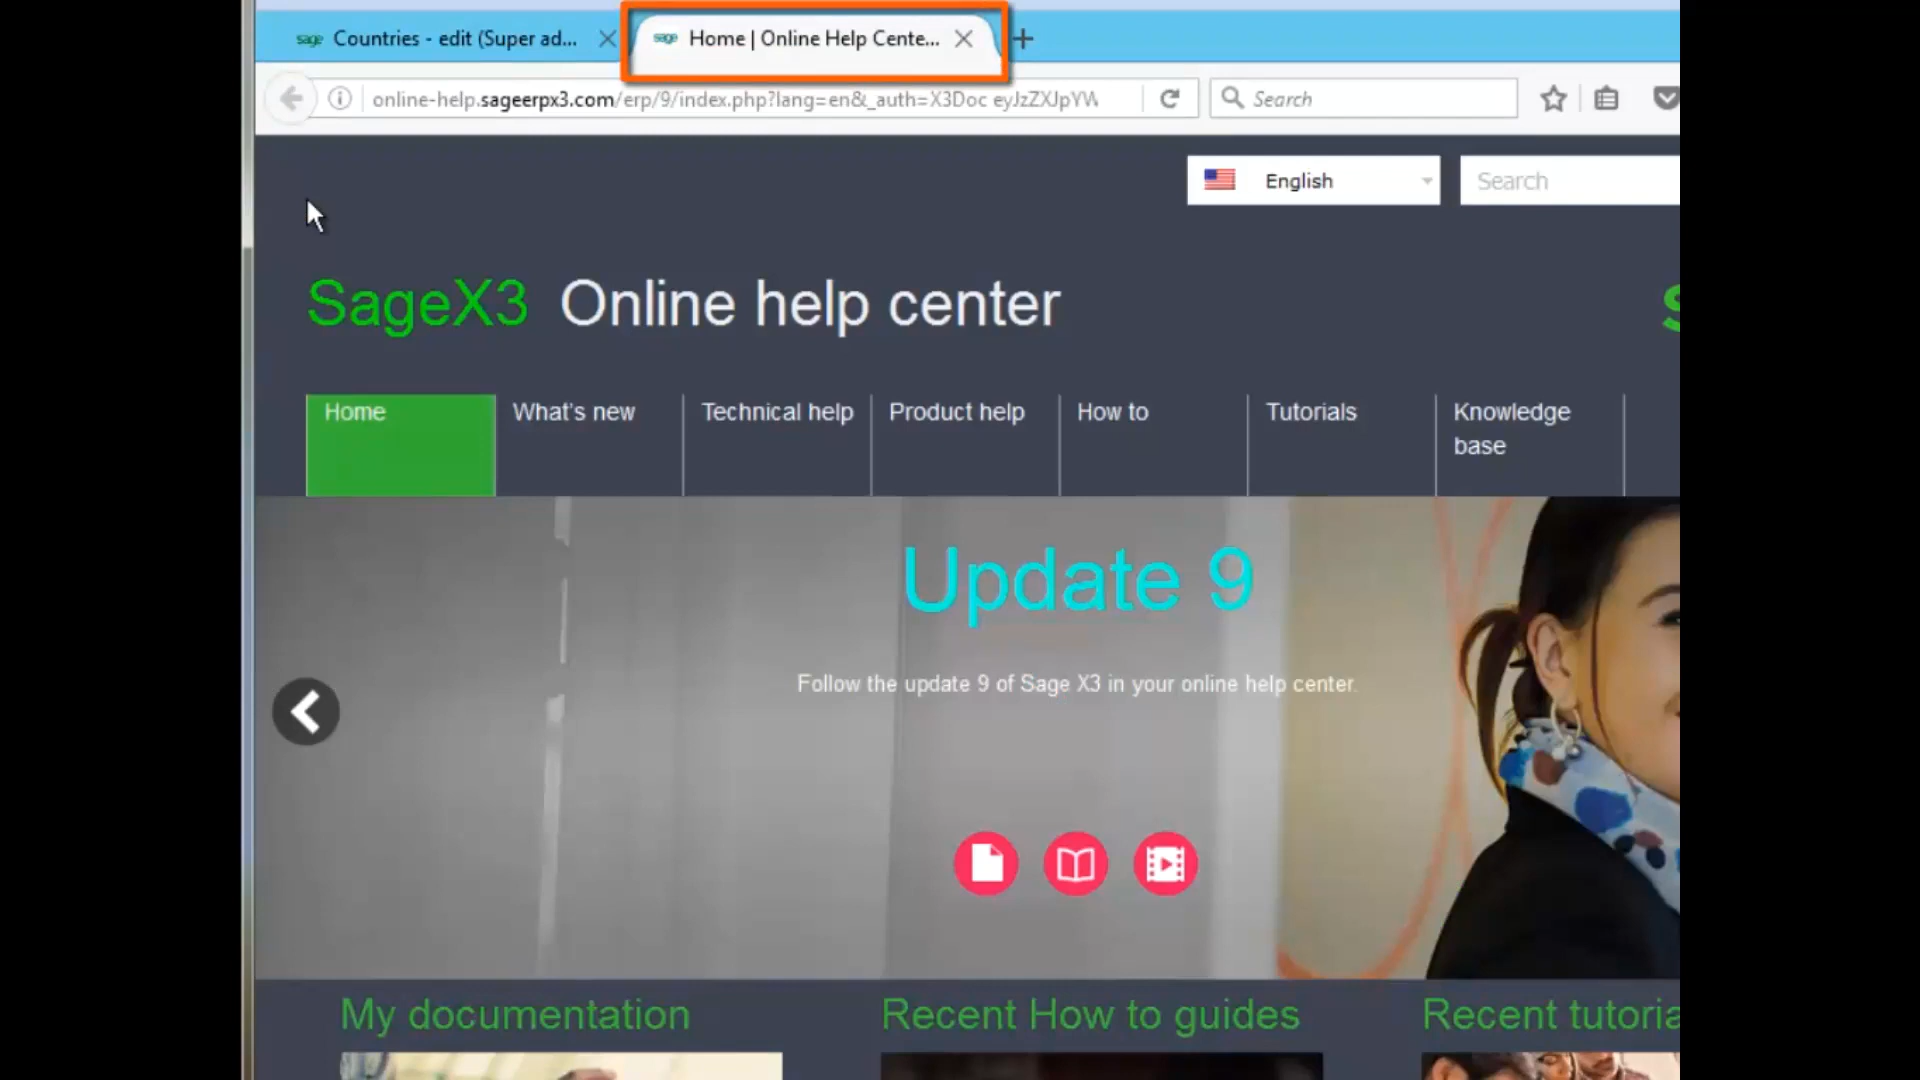 sage Countries - edit (Super ad...
sage Home | Online Help Cente...
online-help.sageerpx3.com/erp/9/index.php?lang=en&_auth=X3Doc
Search
English
Search
SageX3 Online help center
Home
What's new
Technical help
Product help
How to
Tutorials
Knowledge
base
Update 9
Follow the update 9 of Sage X3 in your online help center.
My documentation
Recent How to guides
Recent